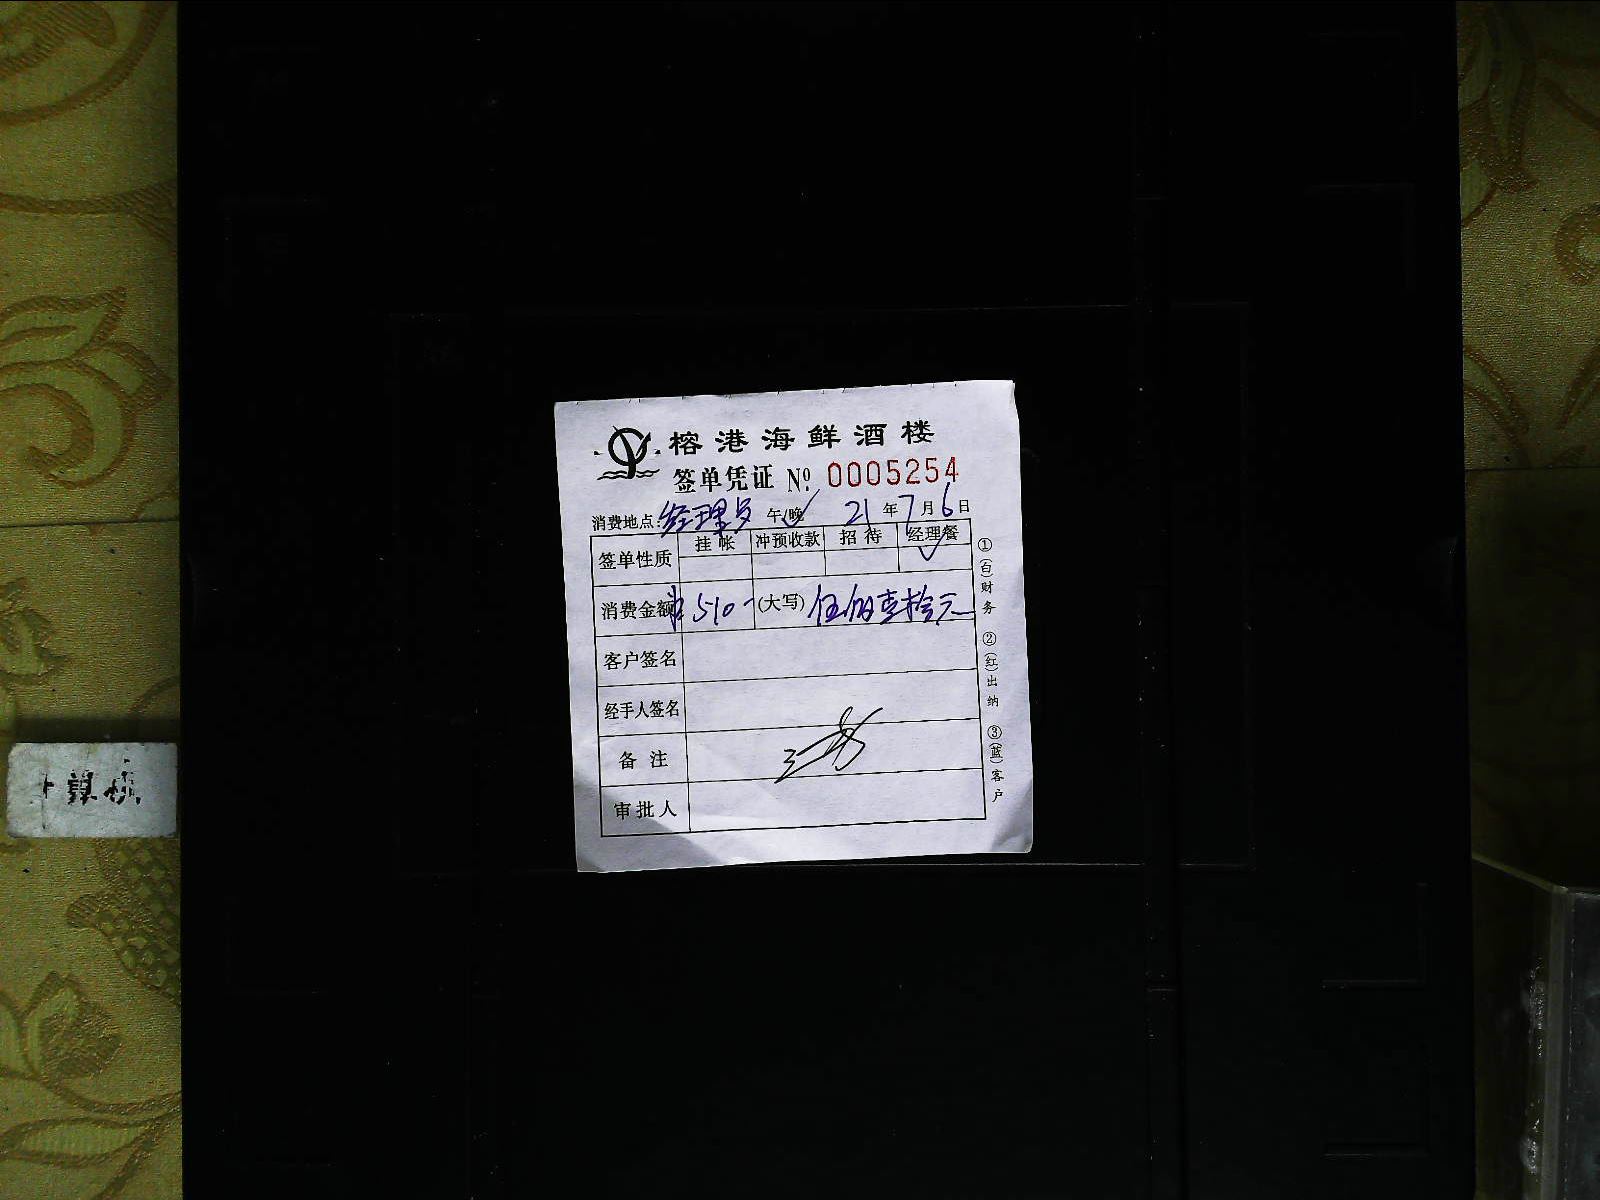 榕港海鲜酒楼
签单凭证 № 0005254
消费地点: 经理岁 午/晚 21年7月6日
签单性质 挂帐 冲预收款 招待 经理餐
消费金额 ¥510- (大写) 伍佰壹拾元
客户签名
经手人签名
备注
审批人
①(白)财务 ②(红)出纳 ③(蓝)客户